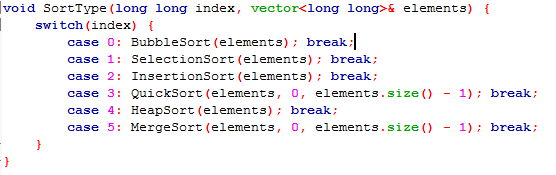 void SortType(long long index, vector<long long>& elements) {
    switch(index) {
        case 0: BubbleSort(elements); break;
        case 1: SelectionSort(elements); break;
        case 2: InsertionSort(elements); break;
        case 3: QuickSort(elements, 0, elements.size() - 1); break;
        case 4: HeapSort(elements); break;
        case 5: MergeSort(elements, 0, elements.size() - 1); break;
    }
}